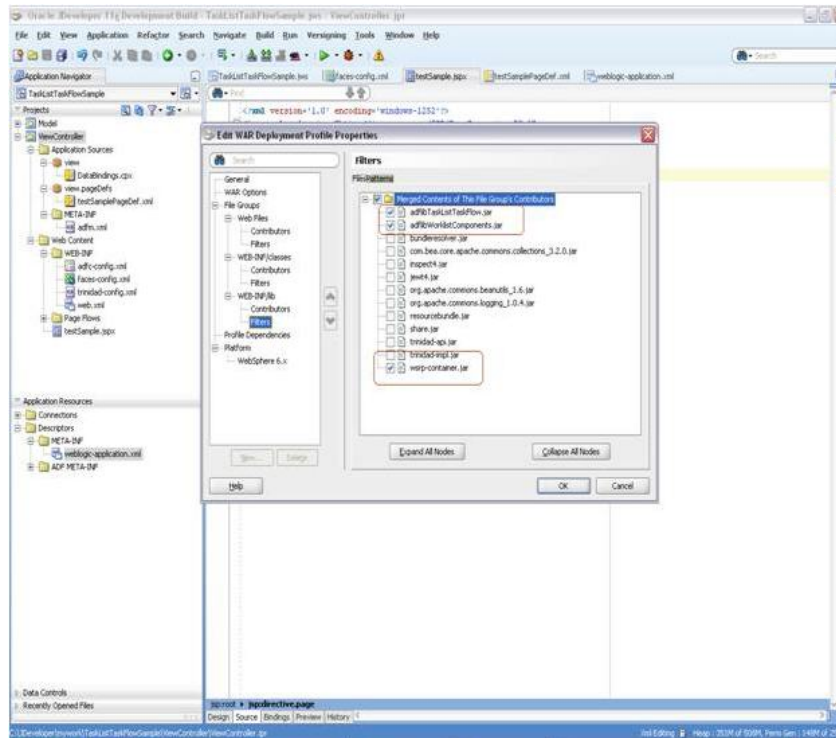 Oracle JDeveloper 11g Development Build - TaskListTaskFlowSample.jws : ViewController.jpr
File Edit View Application Refactor Search Navigate Build Run Versioning Tools Window Help
Search
Application Navigator
TaskListTaskFlowSample.jws
faces-config.xml
testSample.jspx
testSamplePageDef.xml
weblogic-application.xml
TaskListTaskFlowSample
Find
Projects
<?xml version='1.0' encoding='windows-1252'?>
Model
ViewController
Application Sources
view
DataBindings.cpx
view.pageDefs
testSamplePageDef.xml
META-INF
adfm.xml
Web Content
WEB-INF
adfc-config.xml
faces-config.xml
trinidad-config.xml
web.xml
Page Flows
testSample.jspx
Edit WAR Deployment Profile Properties
Search
General
WAR Options
File Groups
Web Files
Contributors
Filters
WEB-INF/classes
Contributors
Filters
WEB-INF/lib
Contributors
Filters
Profile Dependencies
Platform
WebSphere 6.x
Filters
Files Patterns
Merged Contents of This File Group's Contributors
adflibTaskListTaskFlow.jar
adflibWorklistComponents.jar
bundleresolver.jar
com.bea.core.apache.commons.collections_3.2.0.jar
inspect4.jar
jewt4.jar
org.apache.commons.beanutils_1.6.jar
org.apache.commons.logging_1.0.4.jar
resourcebundle.jar
share.jar
trinidad-api.jar
trinidad-impl.jar
wsrp-container.jar
New... Delete
Expand All Nodes
Collapse All Nodes
Help
OK
Cancel
Application Resources
Connections
Descriptors
META-INF
weblogic-application.xml
ADF META-INF
Data Controls
Recently Opened Files
jsp:root
jsp:directive.page
Design Source Bindings Preview History
C:\JDeveloper\mywork\TaskListTaskFlowSample\ViewController\ViewController.jpr
Xml Editing